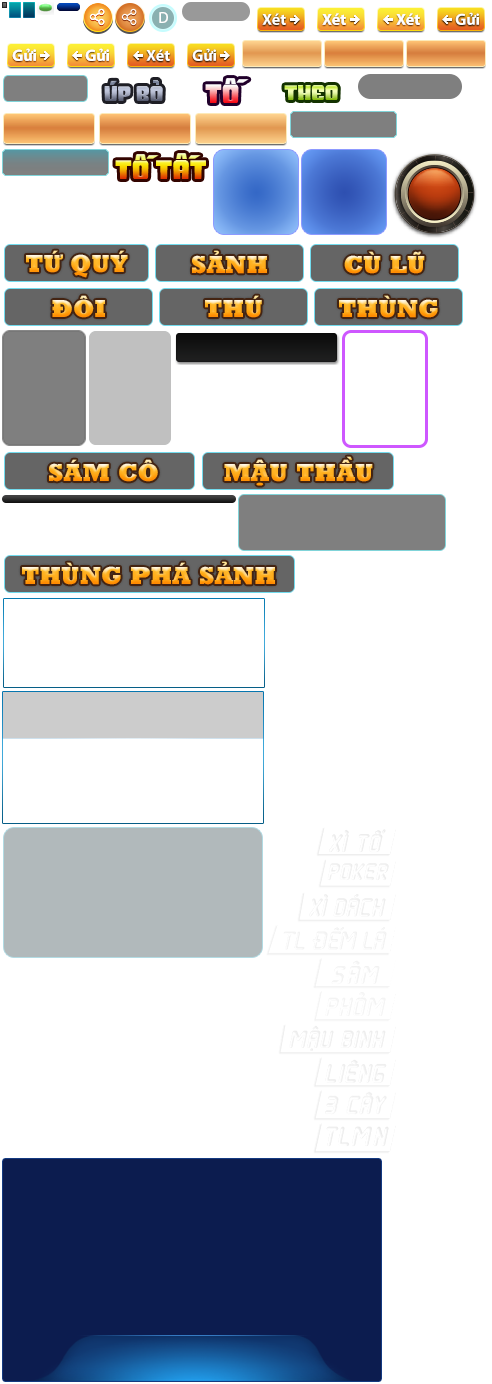 D
Xét →
Xét →
← Xét
← Gửi
Gửi →
← Gửi
← Xét
Gửi →
ÚP BỎ
TỐ
THEO
TỐ TẤT
TỨ QUÝ
SẢNH
CÙ LŨ
ĐÔI
THÚ
THÙNG
SÁM CÔ
MẬU THẦU
THÙNG PHÁ SẢNH
XÌ TỐ
POKER
XÌ DÁCH
TL ĐẾM LÁ
SÂM
PHỎM
MẬU BINH
LIÊNG
3 CÂY
TLMN